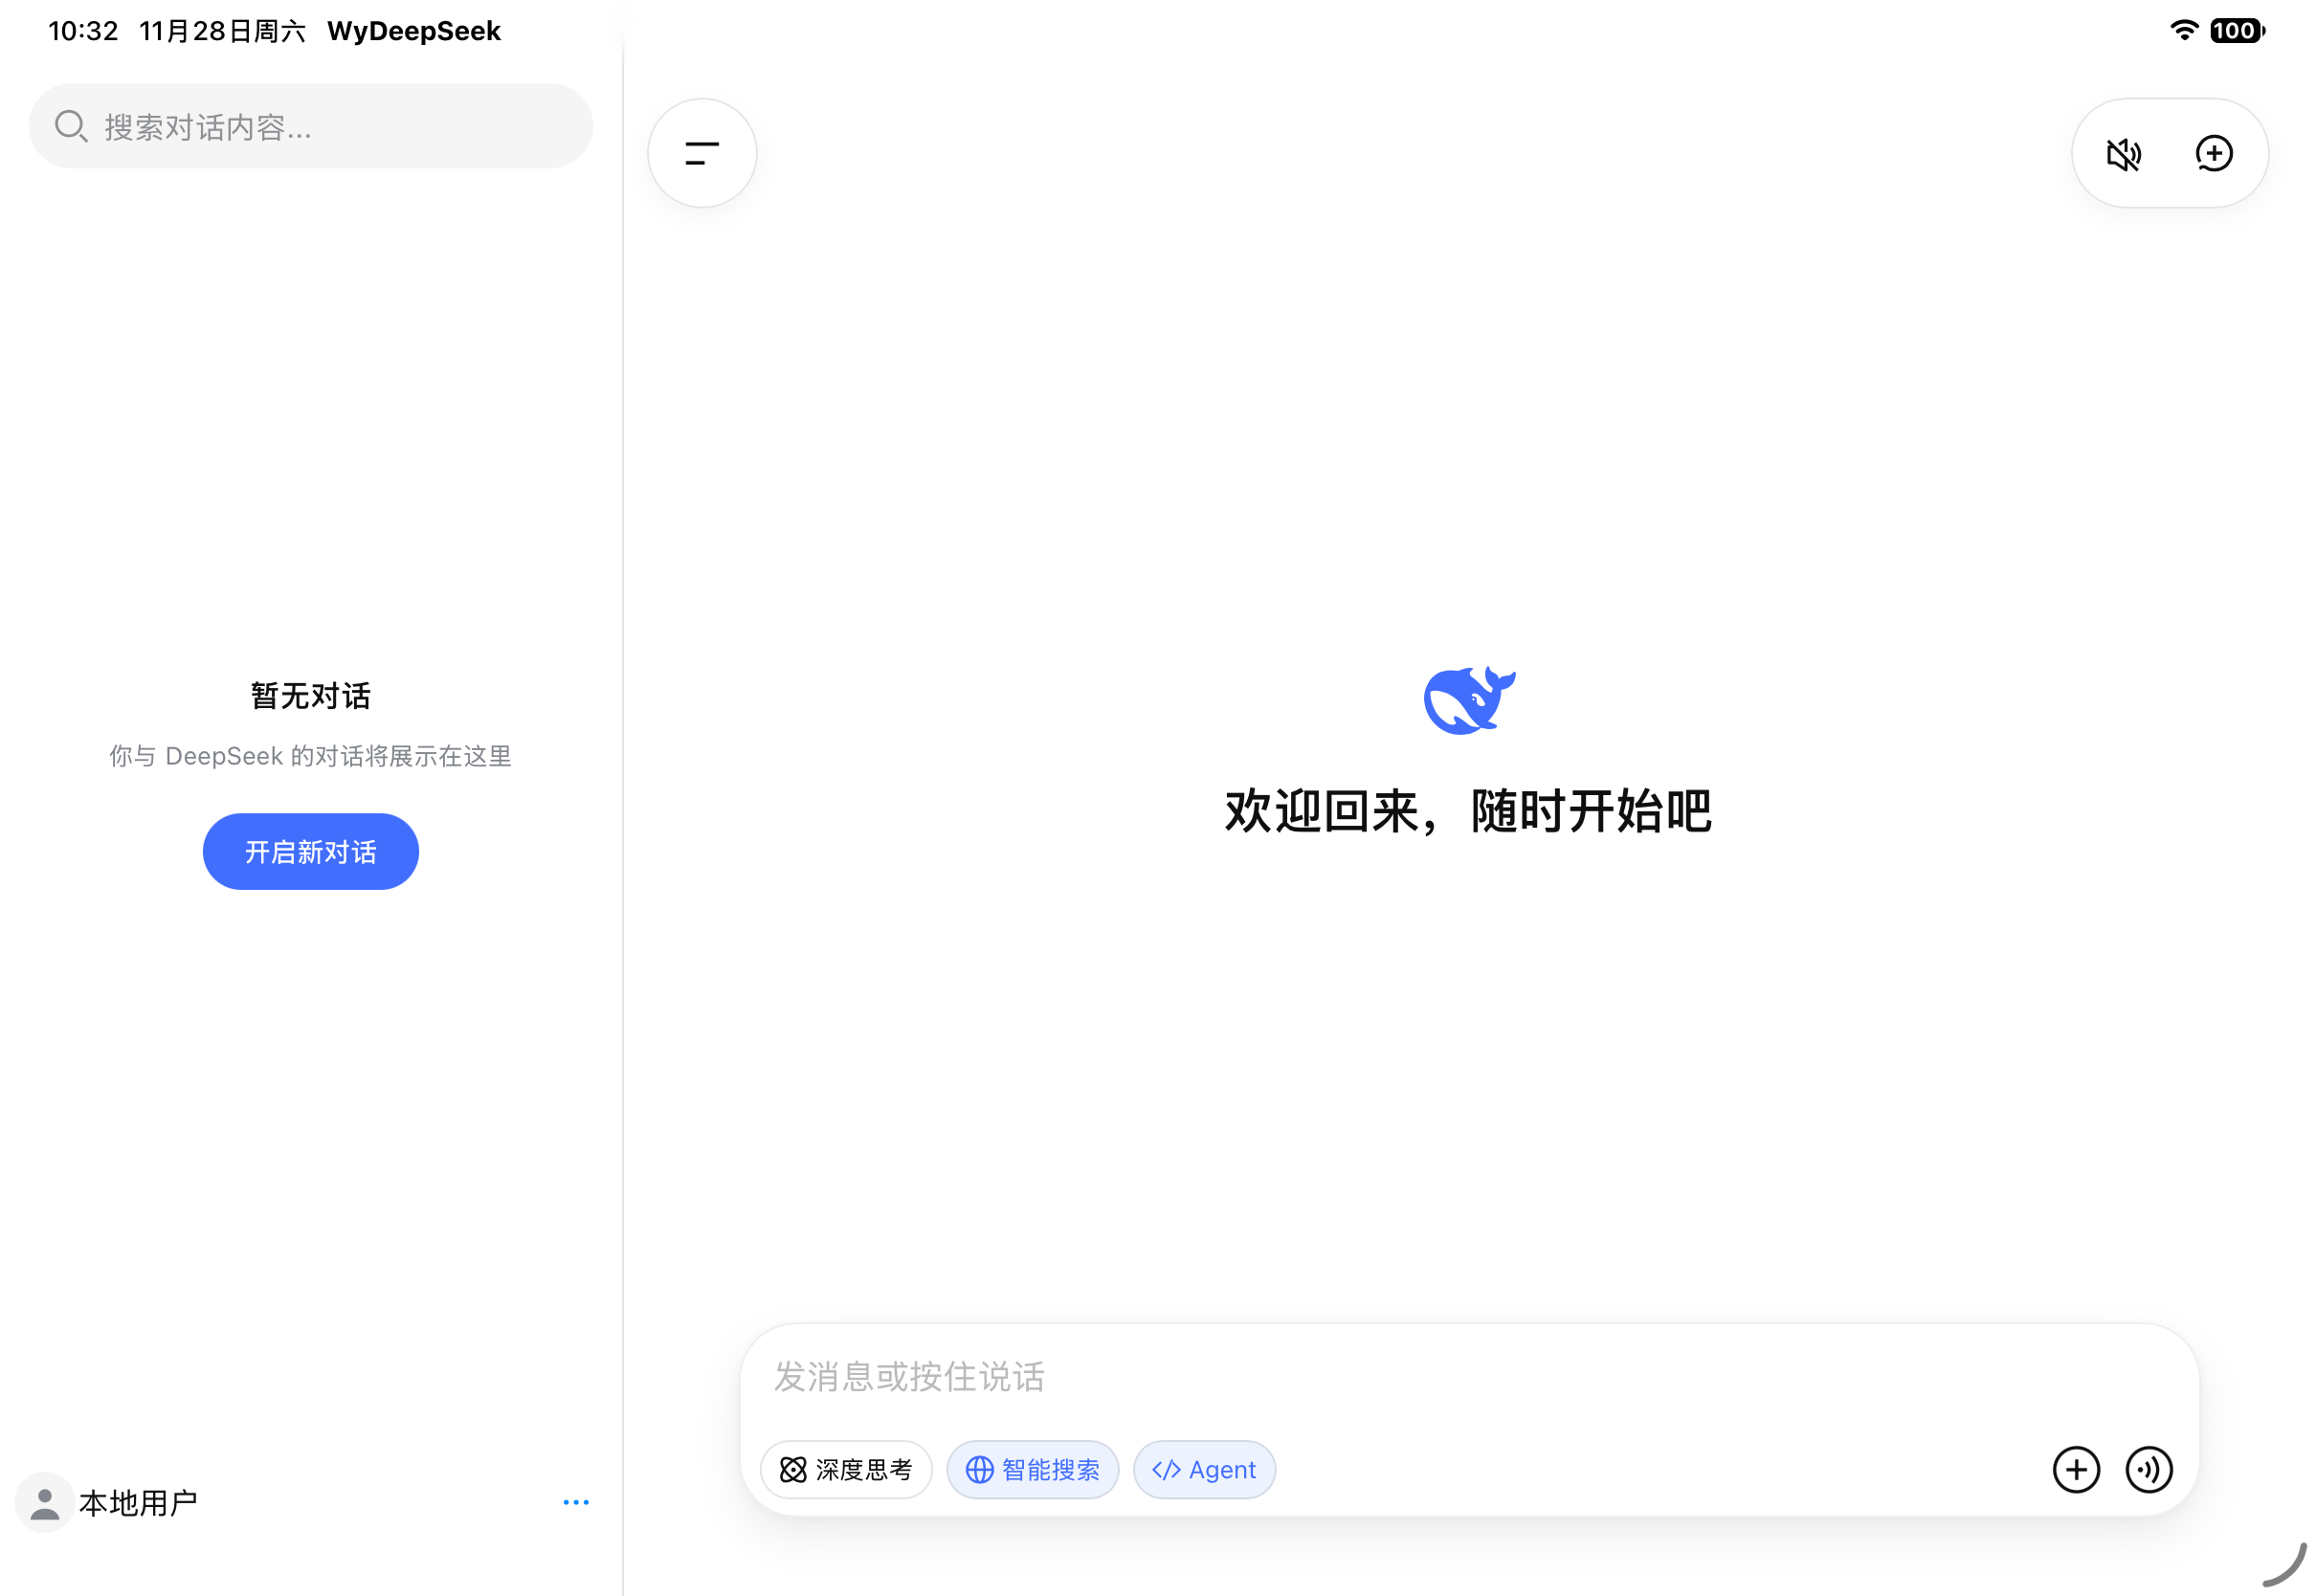 10:32 11月28日周六 WyDeepSeek
100
搜索对话内容...
暂无对话
你与 DeepSeek 的对话将展示在这里
开启新对话
本地用户
欢迎回来，随时开始吧
发消息或按住说话
深度思考 智能搜索 Agent